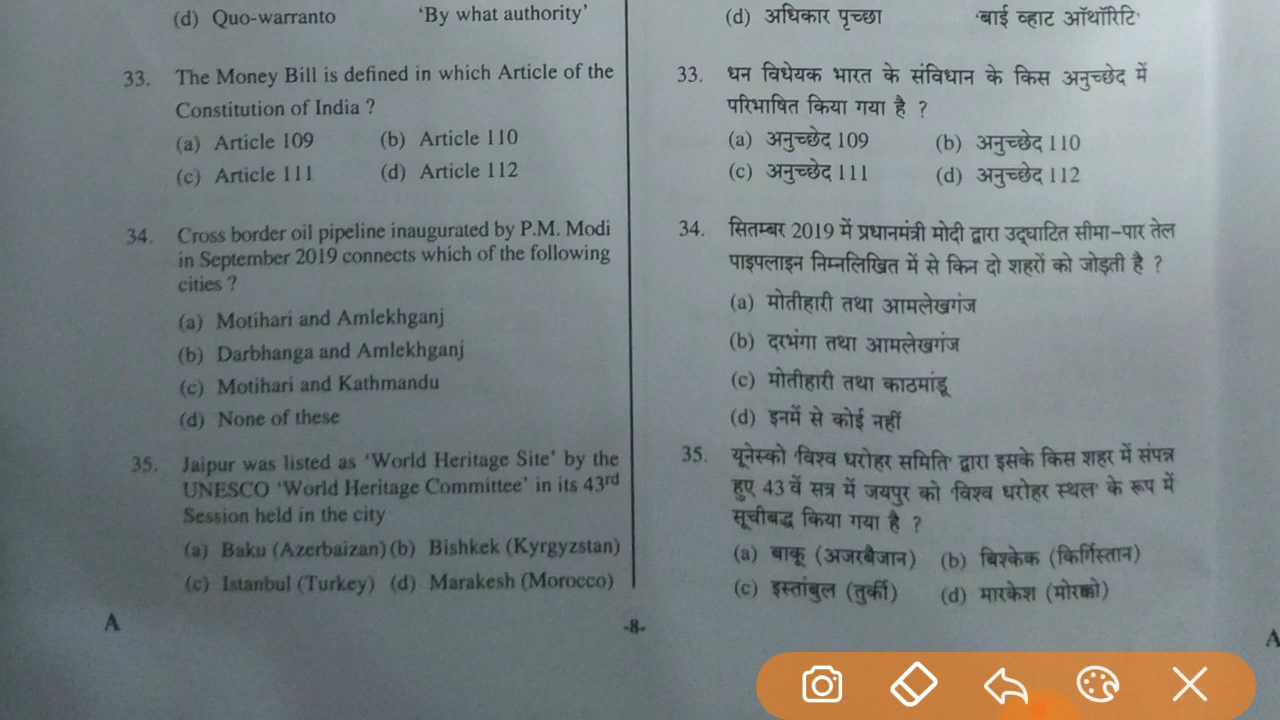 (d) Quo-warranto 'By what authority'
33. The Money Bill is defined in which Article of the
Constitution of India ?
(a) Article 109 (b) Article 110
(c) Article 111 (d) Article 112
34. Cross border oil pipeline inaugurated by P.M. Modi
in September 2019 connects which of the following
cities ?
(a) Motihari and Amlekhganj
(b) Darbhanga and Amlekhganj
(c) Motihari and Kathmandu
(d) None of these
35. Jaipur was listed as 'World Heritage Site' by the
UNESCO 'World Heritage Committee' in its 43rd
Session held in the city
(a) Baku (Azerbaizan) (b) Bishkek (Kyrgyzstan)
(c) Istanbul (Turkey) (d) Marakesh (Morocco)
(d) अधिकार पृच्छा 'बाई व्हाट ऑथॉरिटि'
33. धन विधेयक भारत के संविधान के किस अनुच्छेद में
परिभाषित किया गया है ?
(a) अनुच्छेद 109 (b) अनुच्छेद 110
(c) अनुच्छेद 111 (d) अनुच्छेद 112
34. सितम्बर 2019 में प्रधानमंत्री मोदी द्वारा उद्घाटित सीमा-पार तेल
पाइपलाइन निम्नलिखित में से किन दो शहरों को जोड़ती है ?
(a) मोतीहारी तथा आमलेखगंज
(b) दरभंगा तथा आमलेखगंज
(c) मोतीहारी तथा काठमांडू
(d) इनमें से कोई नहीं
35. यूनेस्को 'विश्व धरोहर समिति' द्वारा इसके किस शहर में संपन्न
हुए 43 वें सत्र में जयपुर को 'विश्व धरोहर स्थल' के रूप में
सूचीबद्ध किया गया है ?
(a) बाकू (अजरबैजान) (b) बिश्केक (किर्गिस्तान)
(c) इस्तांबुल (तुर्की) (d) मारकेश (मोरक्को)
A -8- A